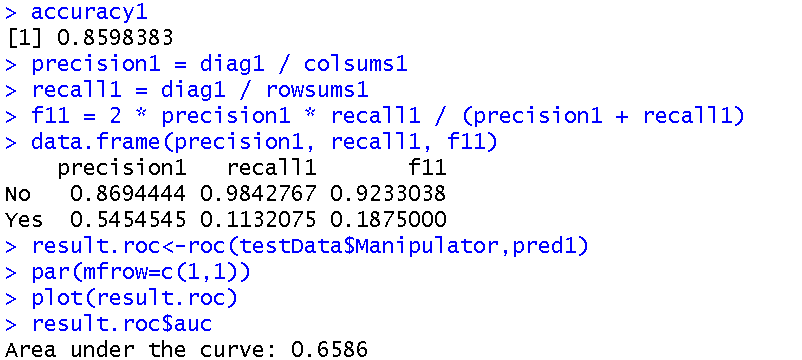 > accuracy1
[1] 0.8598383
> precision1 = diag1 / colsums1
> recall1 = diag1 / rowsums1
> f11 = 2 * precision1 * recall1 / (precision1 + recall1)
> data.frame(precision1, recall1, f11)
    precision1   recall1       f11
No   0.8694444 0.9842767 0.9233038
Yes  0.5454545 0.1132075 0.1875000
> result.roc<-roc(testData$Manipulator,pred1)
> par(mfrow=c(1,1))
> plot(result.roc)
> result.roc$auc
Area under the curve: 0.6586